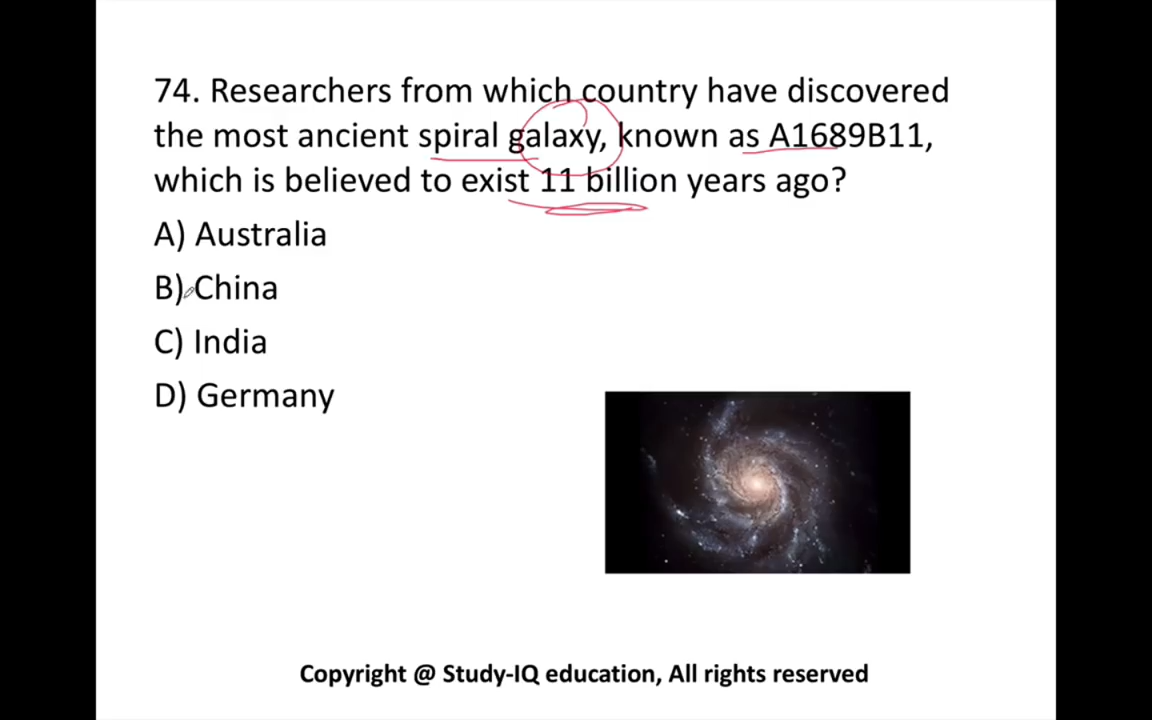 74. Researchers from which country have discovered
the most ancient spiral galaxy, known as A1689B11,
which is believed to exist 11 billion years ago?
A) Australia
B) China
C) India
D) Germany
Copyright @ Study-IQ education, All rights reserved